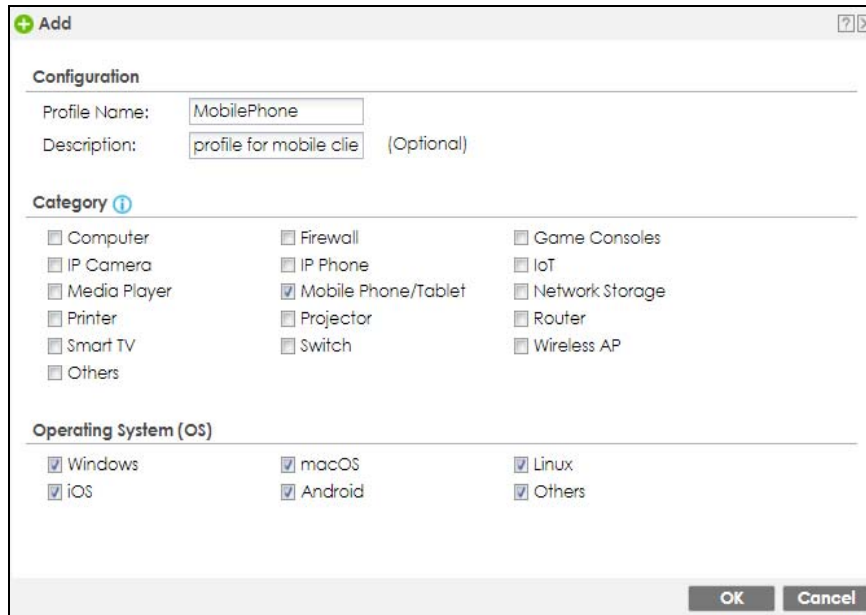 Add
Configuration
Profile Name: MobilePhone
Description: profile for mobile clie (Optional)
Category
Computer Firewall Game Consoles
IP Camera IP Phone IoT
Media Player Mobile Phone/Tablet Network Storage
Printer Projector Router
Smart TV Switch Wireless AP
Others
Operating System (OS)
Windows macOS Linux
iOS Android Others
OK Cancel